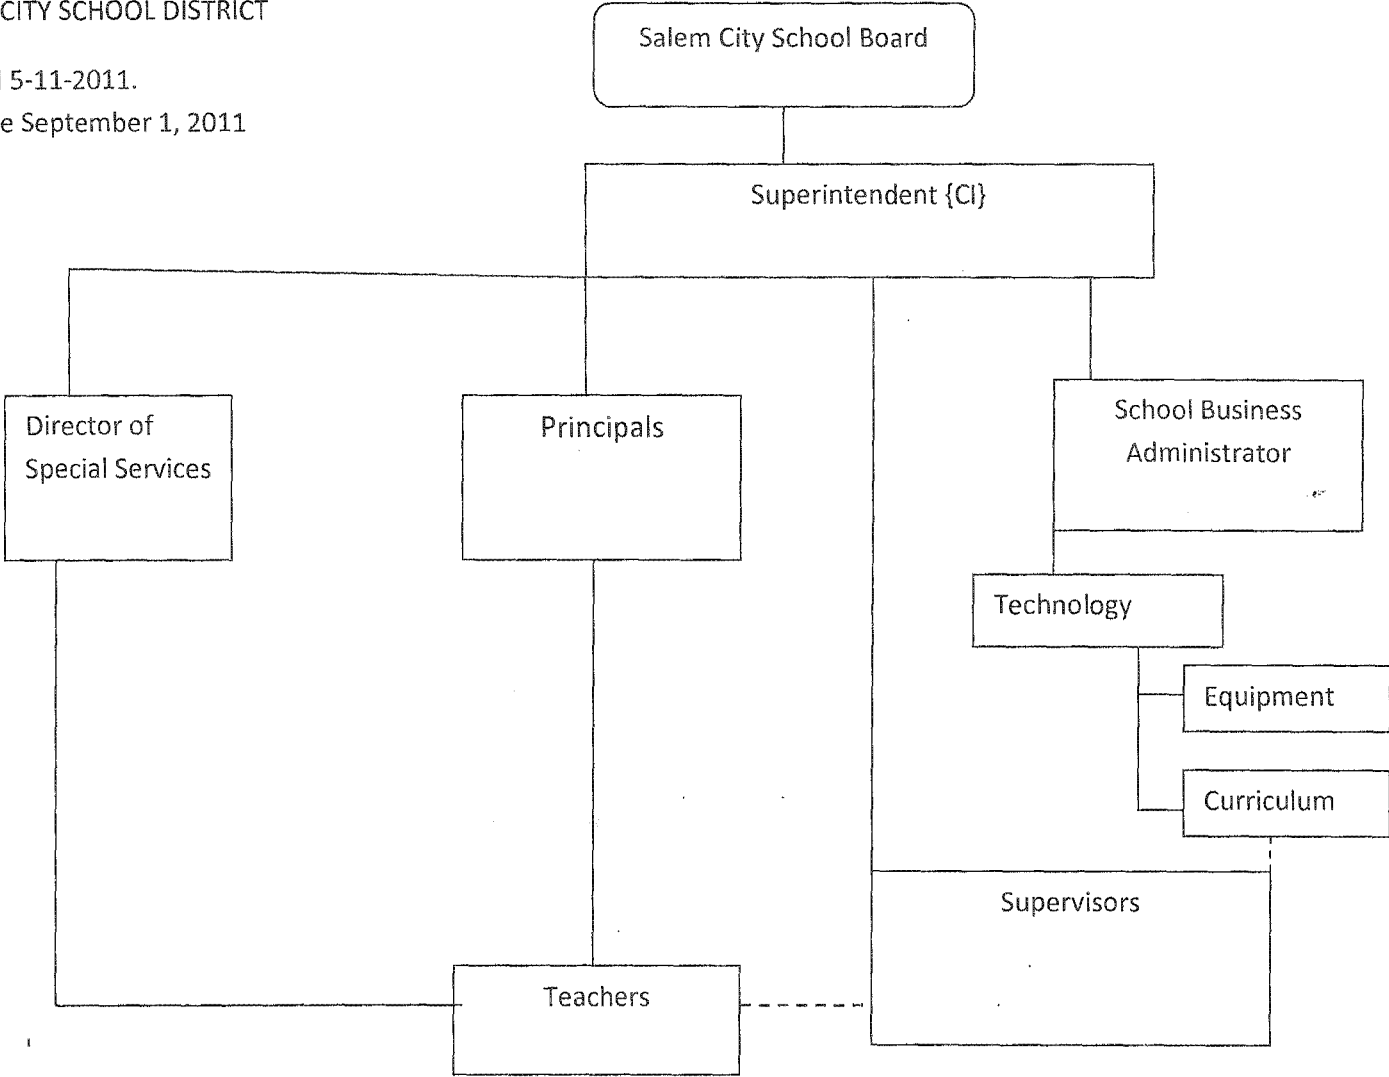 CITY SCHOOL DISTRICT
5-11-2011.
e September 1, 2011
Salem City School Board
Superintendent {CI}
Director of
Special Services
Principals
School Business
Administrator
Technology
Equipment
Curriculum
Supervisors
Teachers